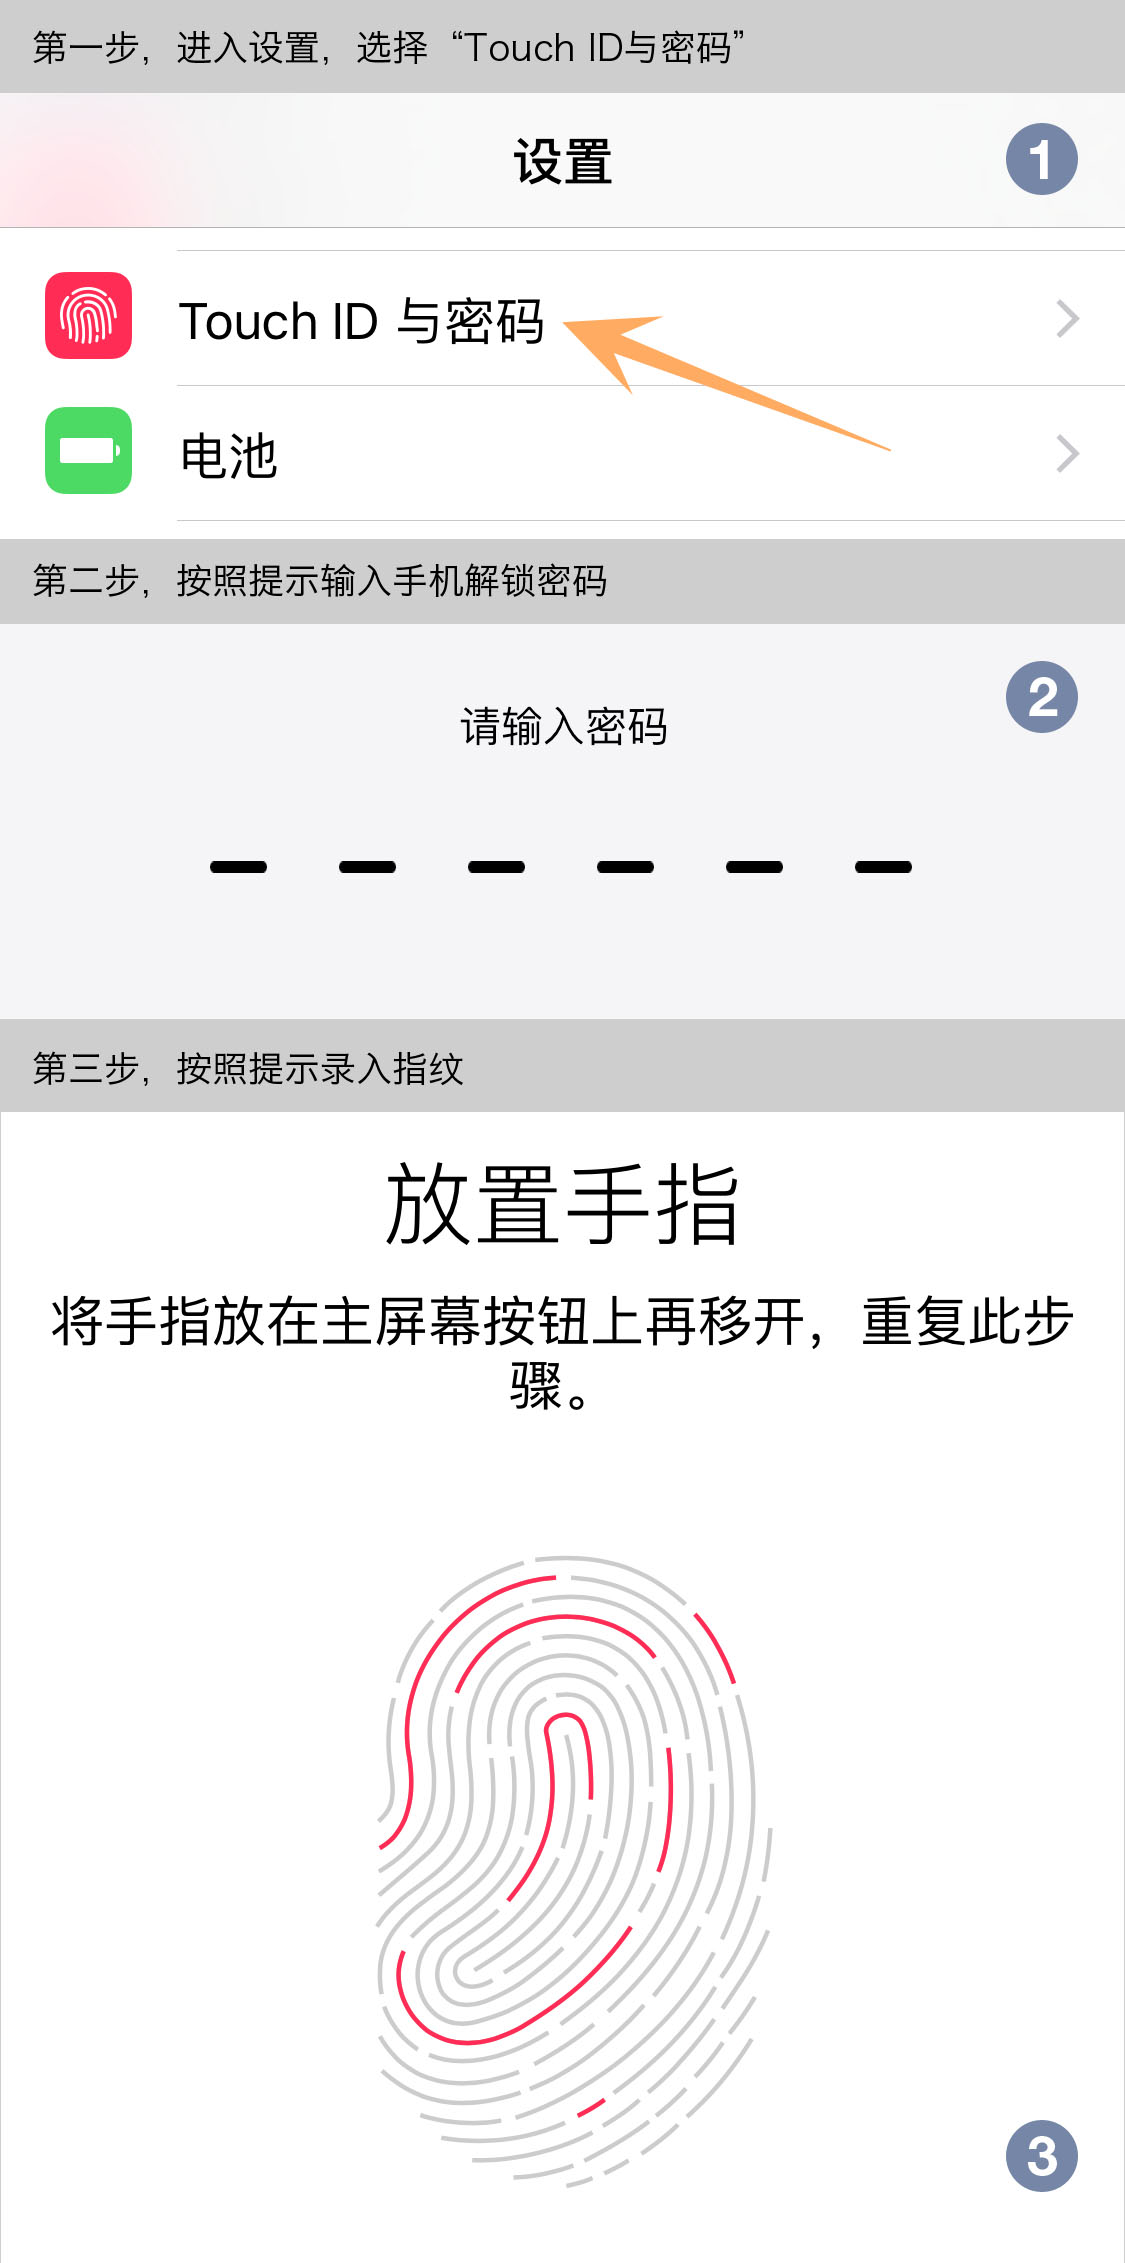 第一步，进入设置，选择“Touch ID与密码”
设置
1
Touch ID 与密码
电池
第二步，按照提示输入手机解锁密码
2
请输入密码
第三步，按照提示录入指纹
放置手指
将手指放在主屏幕按钮上再移开，重复此步
骤。
3